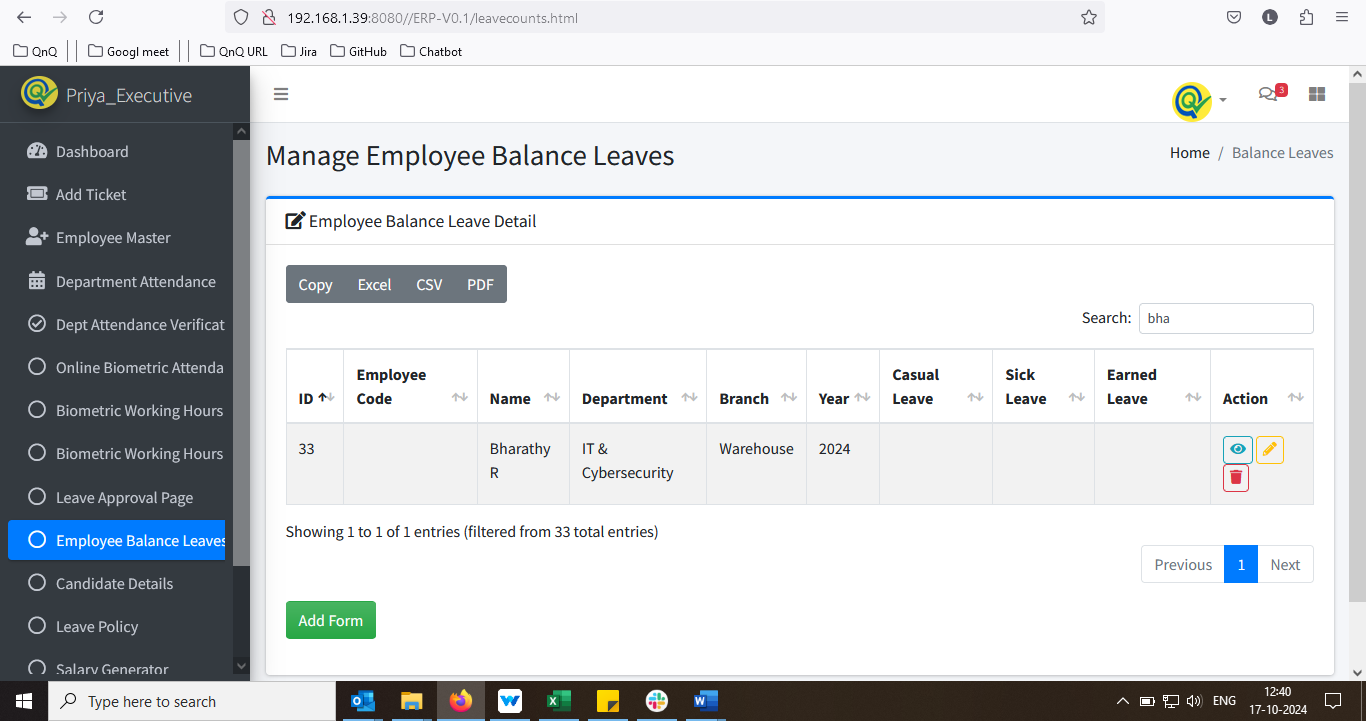 192.168.1.39:8080//ERP-V0.1/leavecounts.html
L
QnQ
Googl meet
QnQ URL
Jira
GitHub
Chatbot
Priya_Executive
3
Dashboard
Add Ticket
Employee Master
Department Attendance
Dept Attendance Verificat
Online Biometric Attenda
Biometric Working Hours
Biometric Working Hours
Leave Approval Page
Employee Balance Leaves
Candidate Details
Leave Policy
Salary Generator
Manage Employee Balance Leaves
Home / Balance Leaves
Employee Balance Leave Detail
Copy Excel CSV PDF
Search: bha
ID
Employee
Code
Name
Department
Branch
Year
Casual
Leave
Sick
Leave
Earned
Leave
Action
33
Bharathy
R
IT &
Cybersecurity
Warehouse
2024
Showing 1 to 1 of 1 entries (filtered from 33 total entries)
Previous 1 Next
Add Form
Type here to search
ENG
12:40
17-10-2024